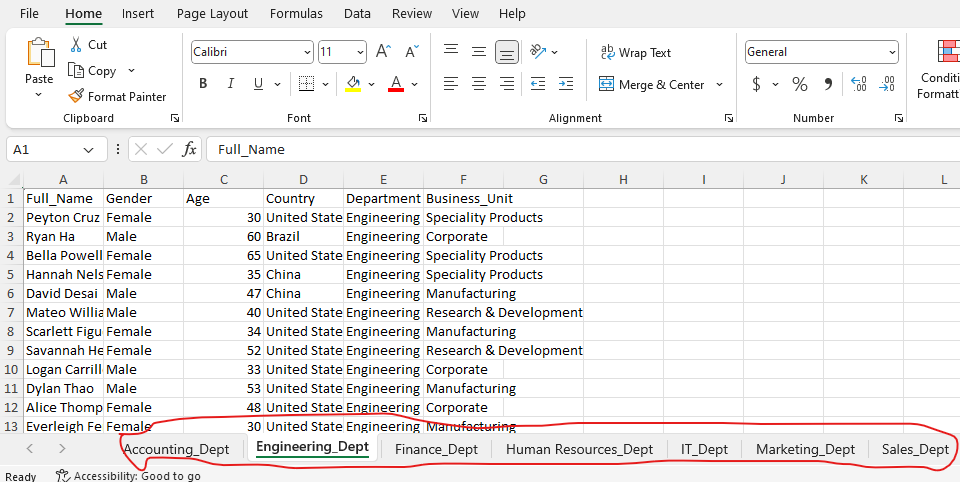 File Home Insert Page Layout Formulas Data Review View Help
Paste Cut Copy Format Painter
Clipboard
Calibri 11 A A
B I U A
Font
ab Wrap Text
Merge & Center
Alignment
General
$ % 9 .00 .00
Number
Conditio
Formatt
A1 fx Full_Name
A B C D E F G H I J K L
1 Full_Name Gender Age Country Department Business_Unit
2 Peyton Cruz Female 30 United State Engineering Speciality Products
3 Ryan Ha Male 60 Brazil Engineering Corporate
4 Bella Powell Female 65 United State Engineering Speciality Products
5 Hannah Nels Female 35 China Engineering Speciality Products
6 David Desai Male 47 China Engineering Manufacturing
7 Mateo Willia Male 40 United State Engineering Research & Development
8 Scarlett Figu Female 34 United State Engineering Manufacturing
9 Savannah He Female 52 United State Engineering Research & Development
10 Logan Carrill Male 33 United State Engineering Corporate
11 Dylan Thao Male 53 United State Engineering Manufacturing
12 Alice Thomp Female 48 United State Engineering Corporate
13 Everleigh Fe Female 30 United State Engineering Manufacturing
Accounting_Dept Engineering_Dept Finance_Dept Human Resources_Dept IT_Dept Marketing_Dept Sales_Dept
Ready Accessibility: Good to go